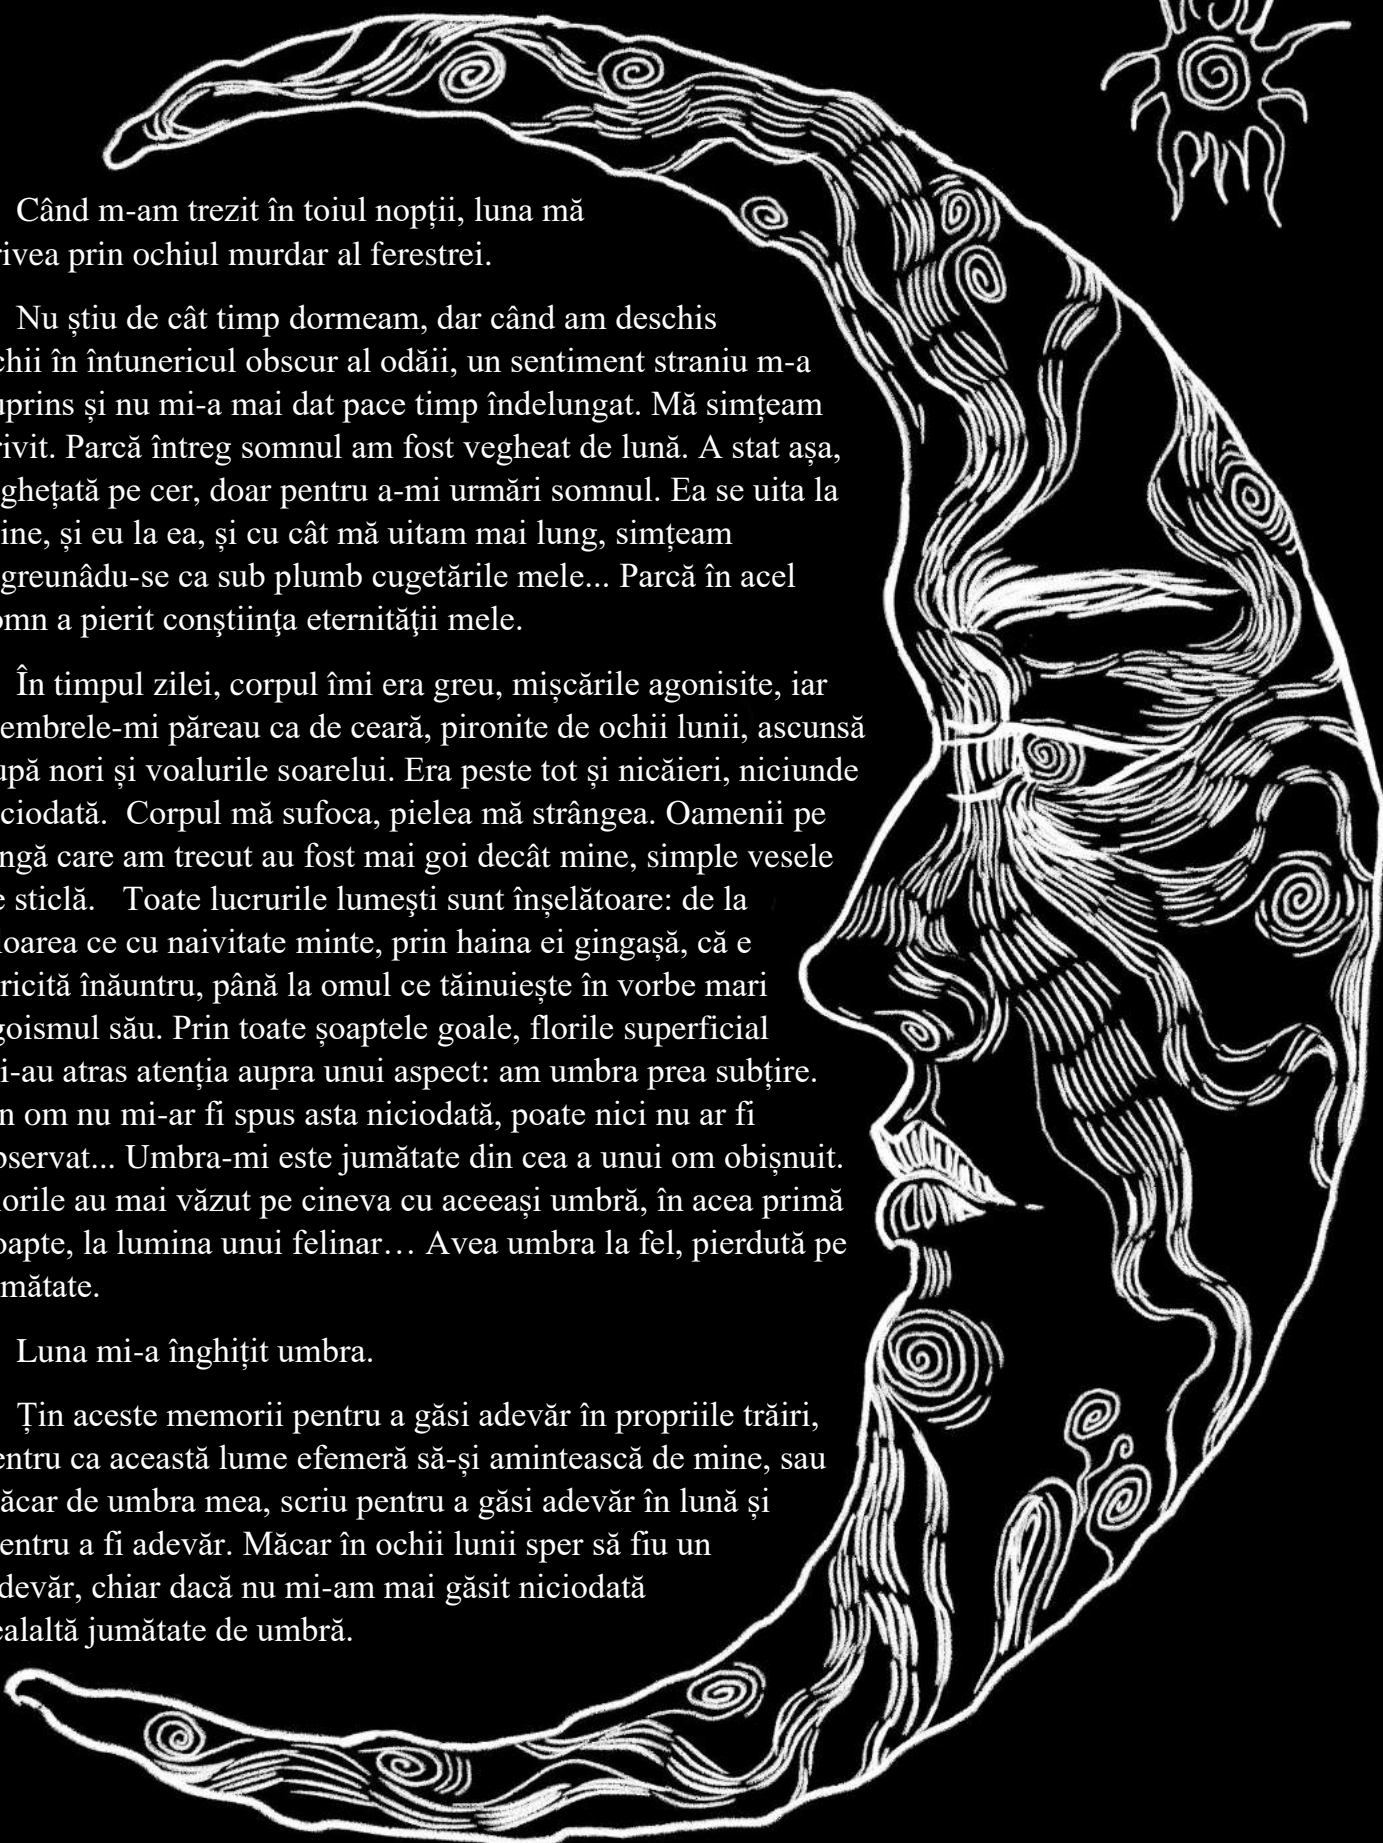 Când m-am trezit în toiul nopții, luna mă
rivea prin ochiul murdar al ferestrei.
Nu știu de cât timp dormeam, dar când am deschis
chii în întunericul obscur al odăii, un sentiment straniu m-a
uprins și nu mi-a mai dat pace timp îndelungat. Mă simțeam
rivit. Parcă întreg somnul am fost vegheat de lună. A stat așa,
ghețată pe cer, doar pentru a-mi urmări somnul. Ea se uita la
ine, și eu la ea, și cu cât mă uitam mai lung, simțeam
greunâdu-se ca sub plumb cugetările mele... Parcă în acel
omn a pierit conştiinţa eternităţii mele.
În timpul zilei, corpul îmi era greu, mișcările agonisite, iar
embrele-mi păreau ca de ceară, pironite de ochii lunii, ascunsă
upă nori și voalurile soarelui. Era peste tot și nicăieri, niciunde
iciodată. Corpul mă sufoca, pielea mă strângea. Oamenii pe
ngă care am trecut au fost mai goi decât mine, simple vesele
e sticlă. Toate lucrurile lumeşti sunt înșelătoare: de la
loarea ce cu naivitate minte, prin haina ei gingașă, că e
ricită înăuntru, până la omul ce tăinuiește în vorbe mari
goismul său. Prin toate șoaptele goale, florile superficial
i-au atras atenția aupra unui aspect: am umbra prea subțire.
n om nu mi-ar fi spus asta niciodată, poate nici nu ar fi
bservat... Umbra-mi este jumătate din cea a unui om obișnuit.
lorile au mai văzut pe cineva cu aceeași umbră, în acea primă
oapte, la lumina unui felinar… Avea umbra la fel, pierdută pe
mătate.
Luna mi-a înghițit umbra.
Țin aceste memorii pentru a găsi adevăr în propriile trăiri,
entru ca această lume efemeră să-și amintească de mine, sau
ăcar de umbra mea, scriu pentru a găsi adevăr în lună și
entru a fi adevăr. Măcar în ochii lunii sper să fiu un
devăr, chiar dacă nu mi-am mai găsit niciodată
ealaltă jumătate de umbră.